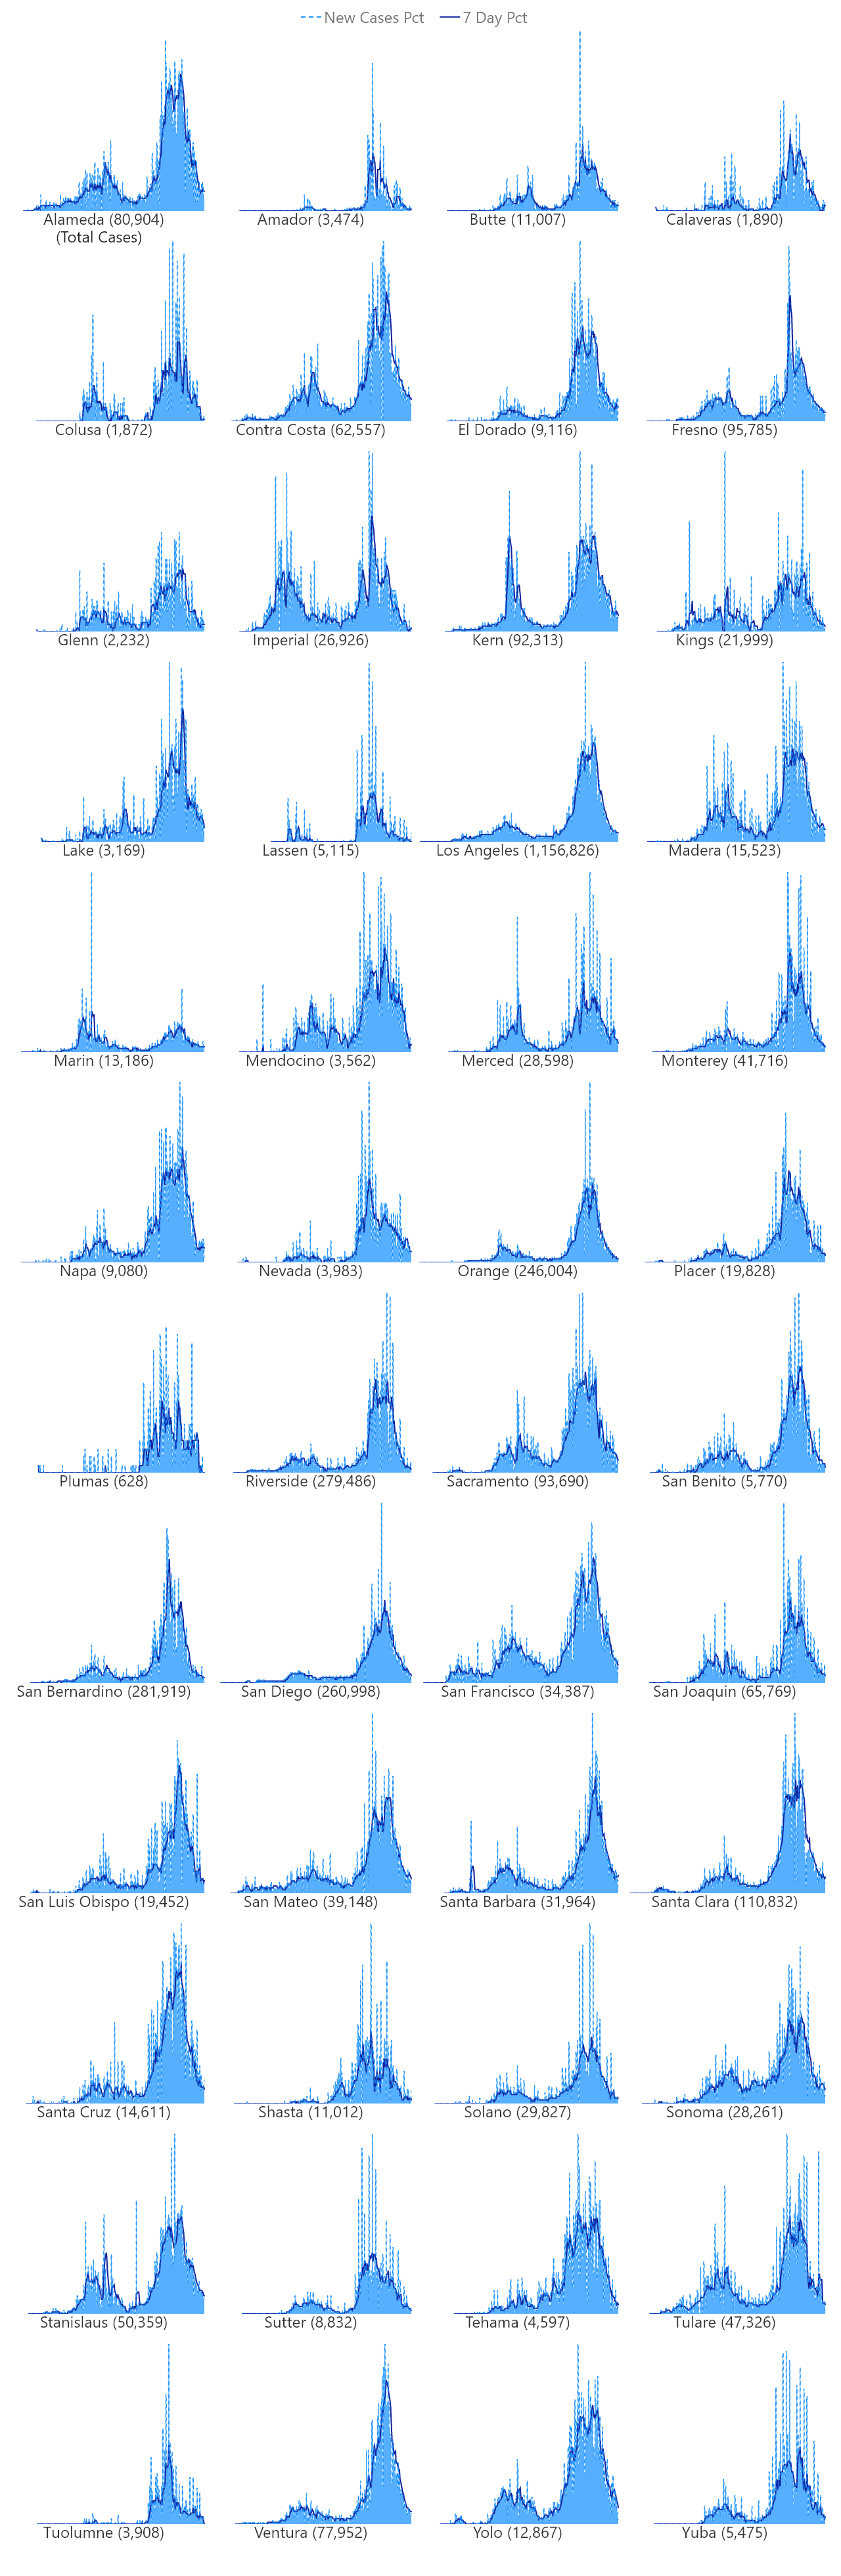 New Cases Pct 7 Day Pct
Alameda (80,904) Amador (3,474) Butte (11,007) Calaveras (1,890)
(Total Cases)
Colusa (1,872) Contra Costa (62,557) El Dorado (9,116) Fresno (95,785)
Glenn (2,232) Imperial (26,926) Kern (92,313) Kings (21,999)
Lake (3,169) Lassen (5,115) Los Angeles (1,156,826) Madera (15,523)
Marin (13,186) Mendocino (3,562) Merced (28,598) Monterey (41,716)
Napa (9,080) Nevada (3,983) Orange (246,004) Placer (19,828)
Plumas (628) Riverside (279,486) Sacramento (93,690) San Benito (5,770)
San Bernardino (281,919) San Diego (260,998) San Francisco (34,387) San Joaquin (65,769)
San Luis Obispo (19,452) San Mateo (39,148) Santa Barbara (31,964) Santa Clara (110,832)
Santa Cruz (14,611) Shasta (11,012) Solano (29,827) Sonoma (28,261)
Stanislaus (50,359) Sutter (8,832) Tehama (4,597) Tulare (47,326)
Tuolumne (3,908) Ventura (77,952) Yolo (12,867) Yuba (5,475)